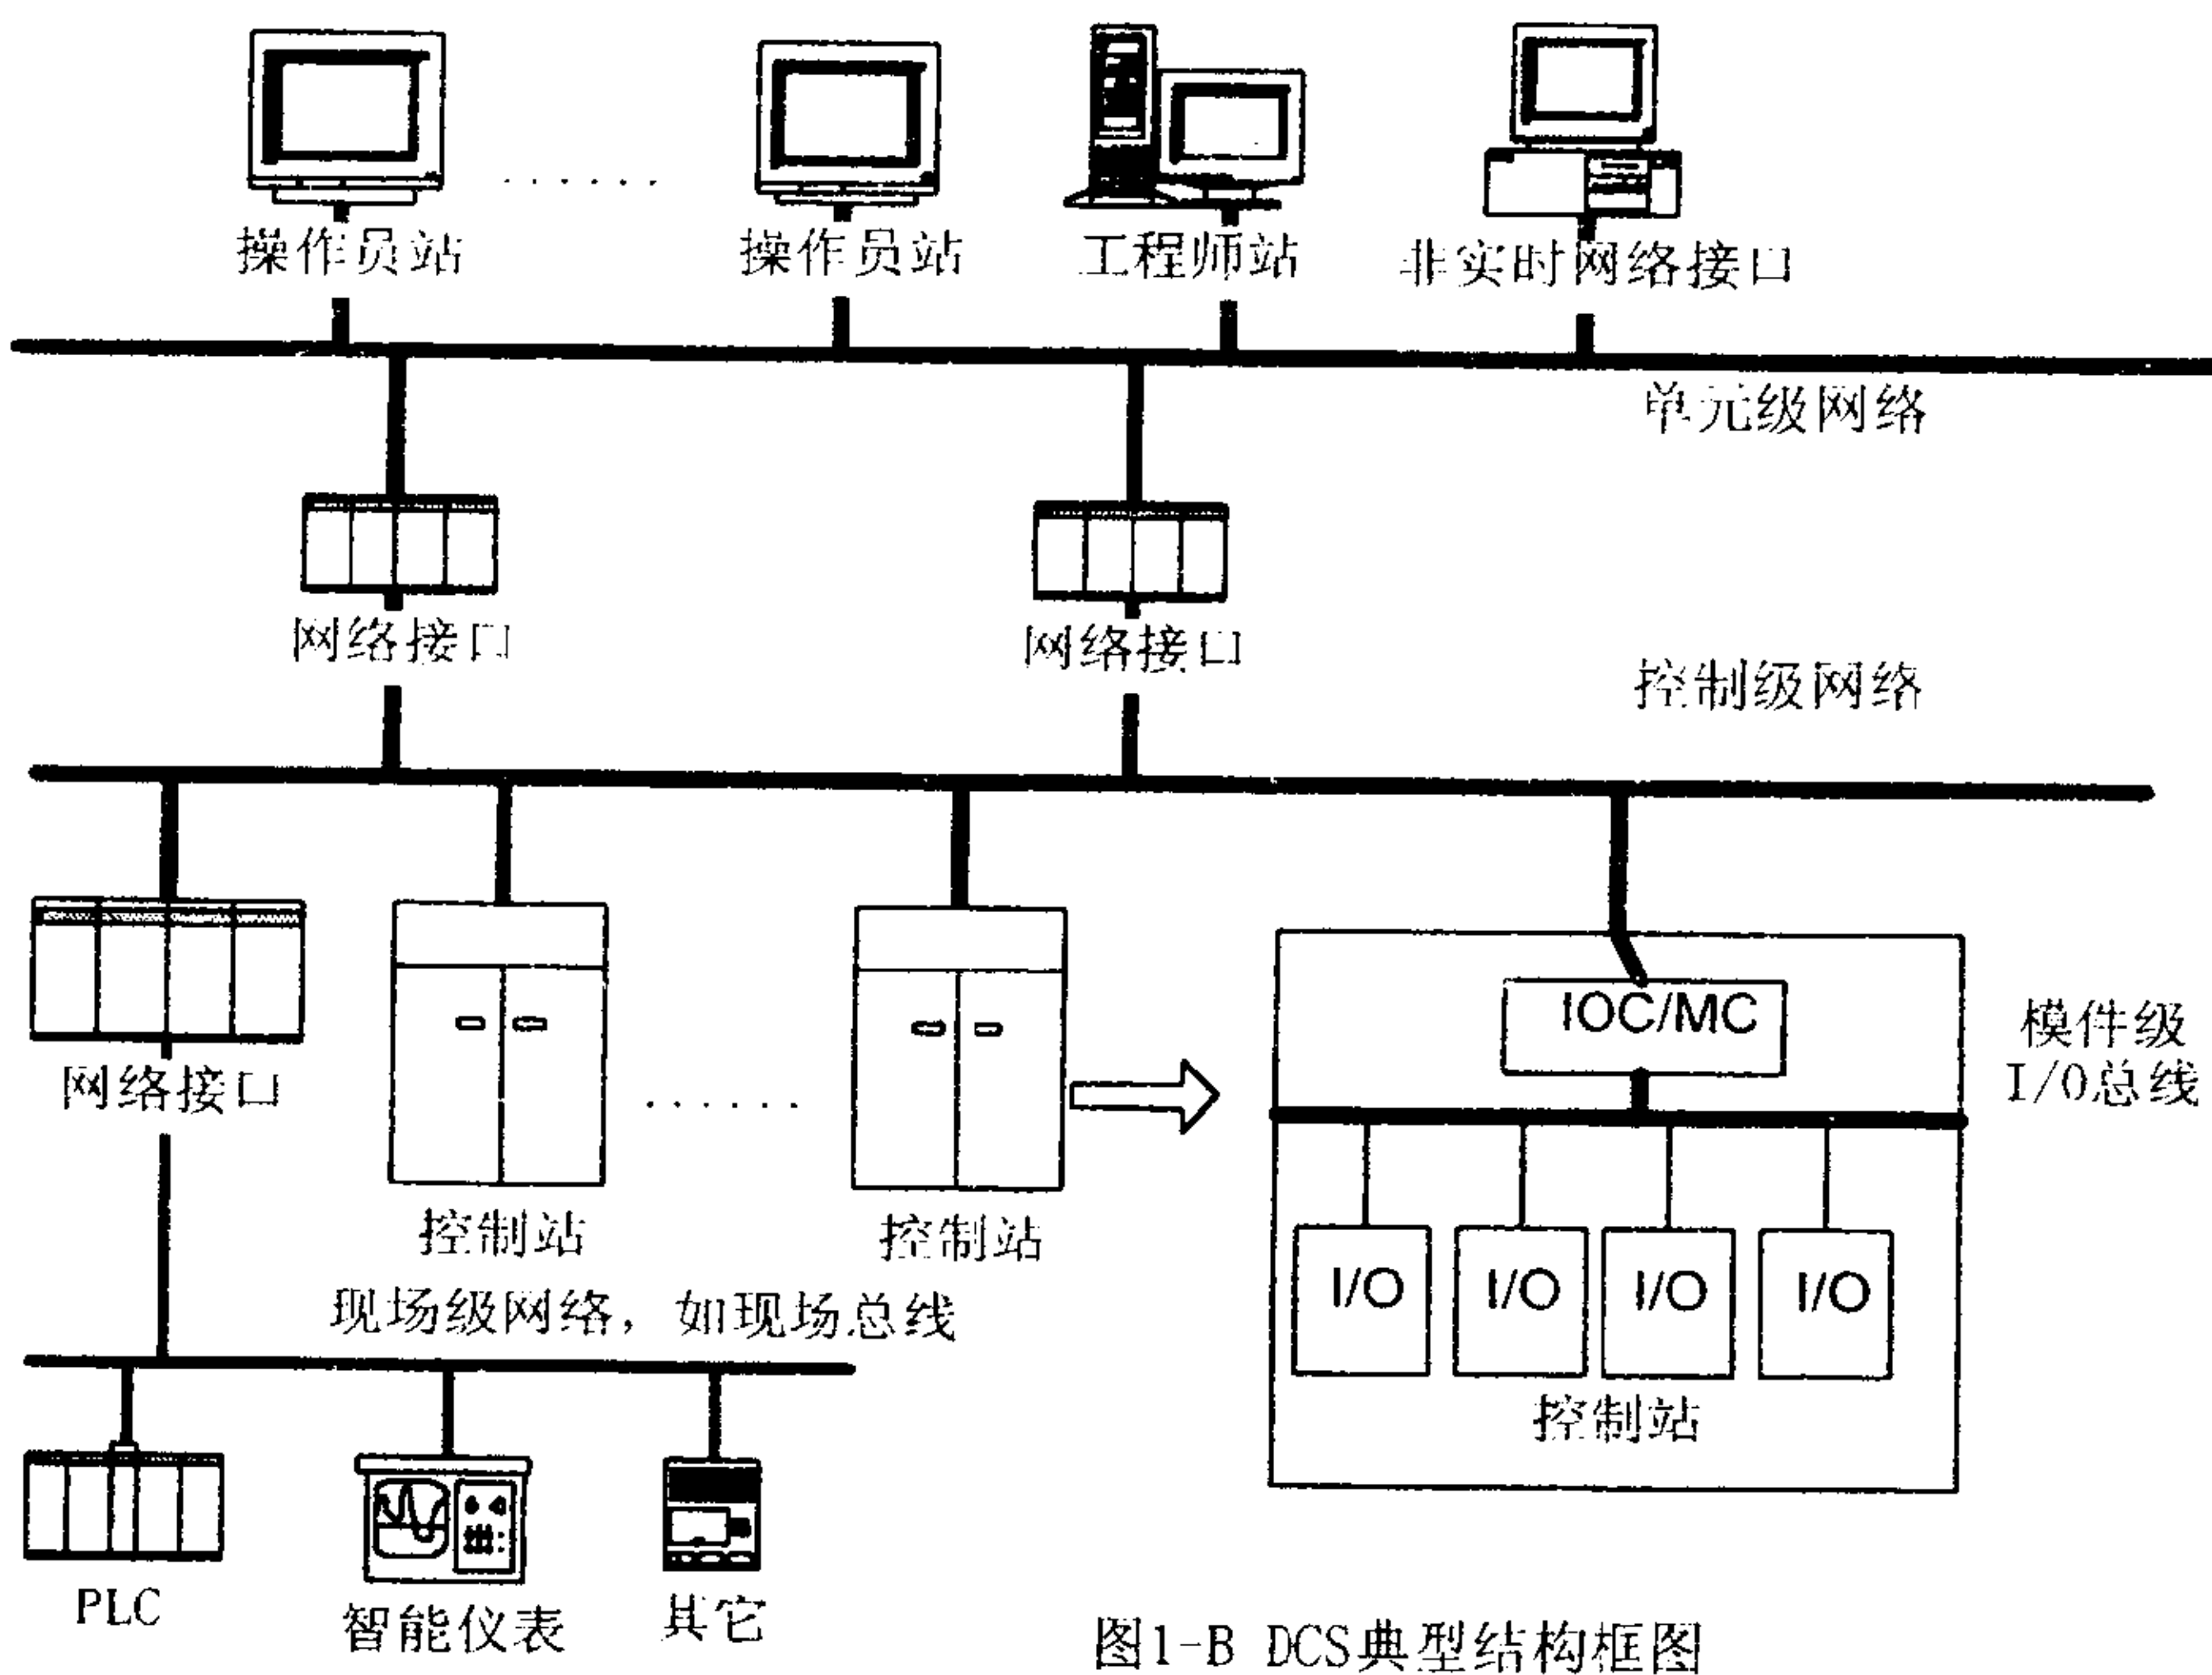 操作员站
操作员站
工程师站
非实时网络接口
单元级网络
网络接口
网络接口
控制级网络
IOC/MC
模件级
I/O总线
网络接口
控制站
控制站
I/O
I/O
I/O
I/O
现场级网络，如现场总线
控制站
PLC
智能仪表
其它
图1-B DCS典型结构框图